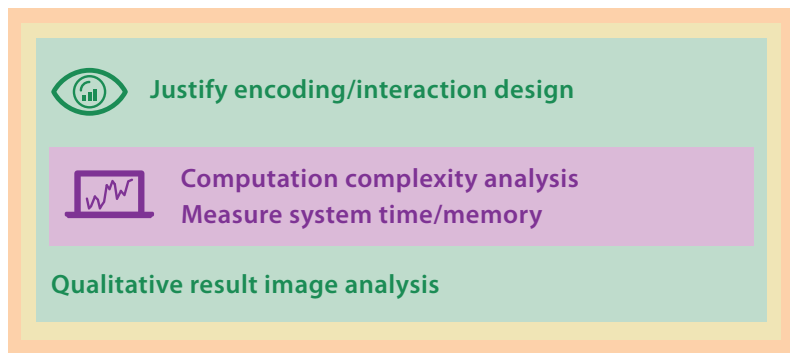 Justify encoding/interaction design
Computation complexity analysis
Measure system time/memory
Qualitative result image analysis